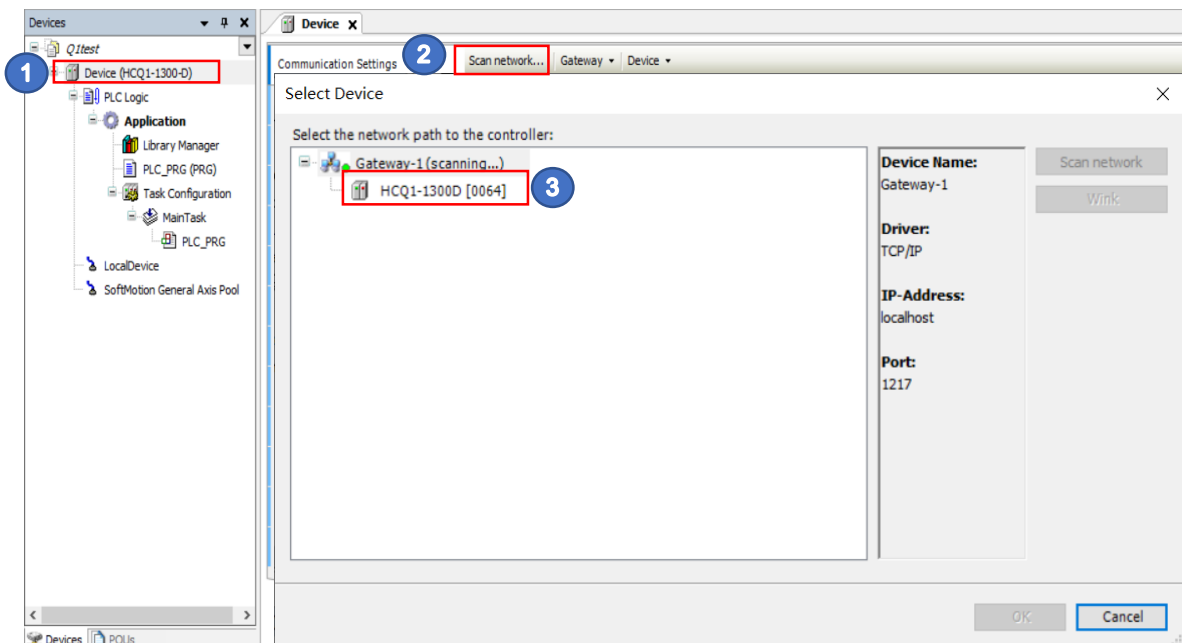 Devices
Device
Q1test
1
Device (HCQ1-1300-D)
PLC Logic
Application
Library Manager
PLC_PRG (PRG)
Task Configuration
MainTask
PLC_PRG
LocalDevice
SoftMotion General Axis Pool
Devices
POUs
Communication Settings
2
Scan network...
Gateway
Device
Select Device
Select the network path to the controller:
Gateway-1 (scanning...)
HCQ1-1300D [0064]
3
Device Name:
Gateway-1
Driver:
TCP/IP
IP-Address:
localhost
Port:
1217
Scan network
Wink
OK
Cancel